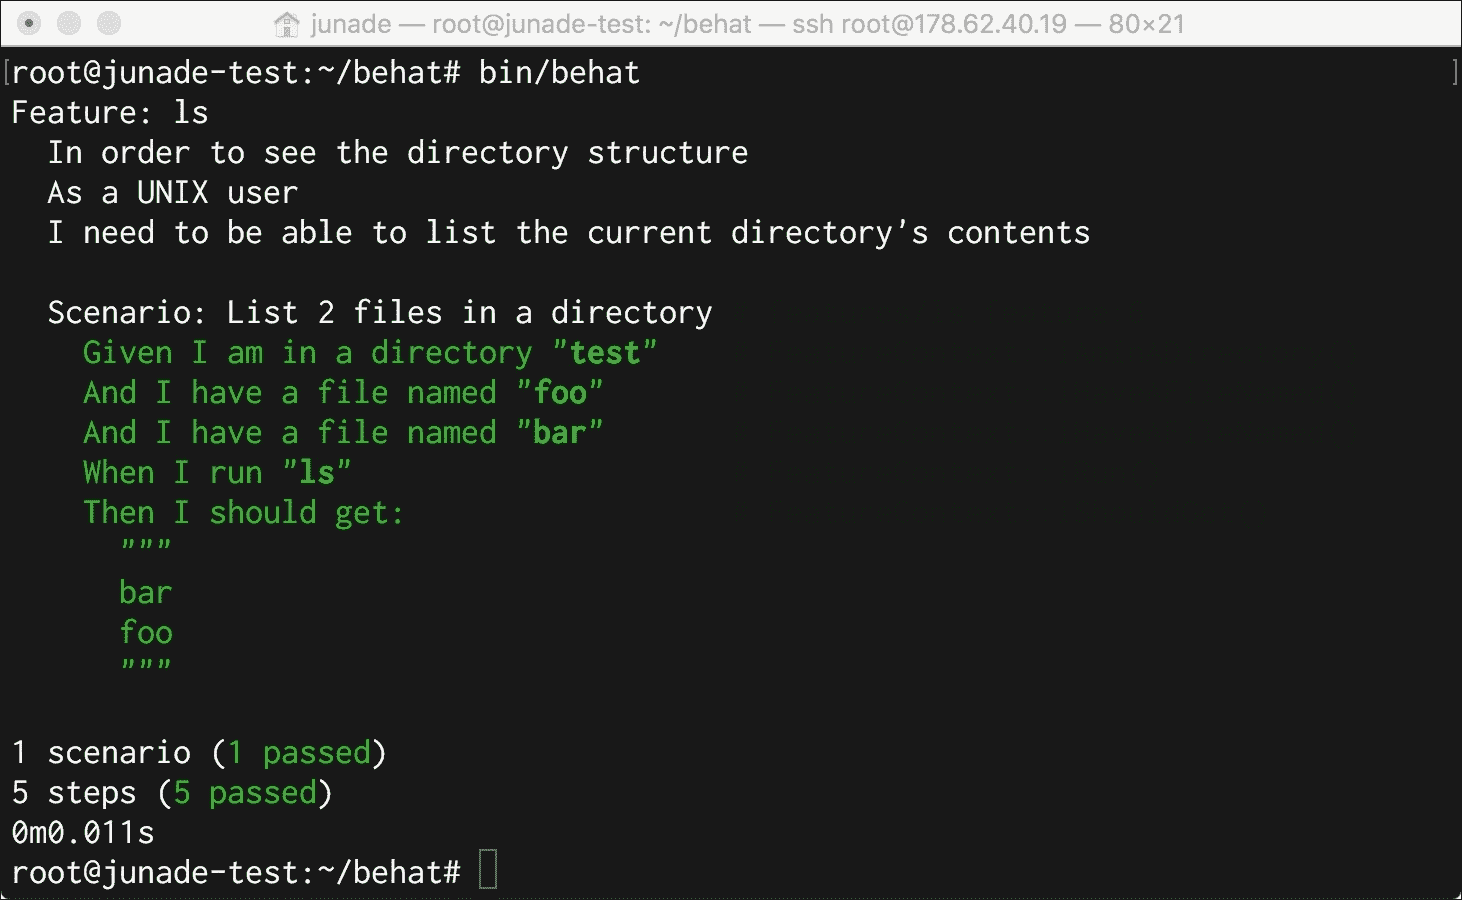 junade — root@junade-test: ~/behat — ssh root@178.62.40.19 — 80×21
[root@junade-test:~/behat# bin/behat ]
Feature: ls
  In order to see the directory structure
  As a UNIX user
  I need to be able to list the current directory's contents

  Scenario: List 2 files in a directory
    Given I am in a directory "test"
    And I have a file named "foo"
    And I have a file named "bar"
    When I run "ls"
    Then I should get:
      """
      bar
      foo
      """

1 scenario (1 passed)
5 steps (5 passed)
0m0.011s
root@junade-test:~/behat#